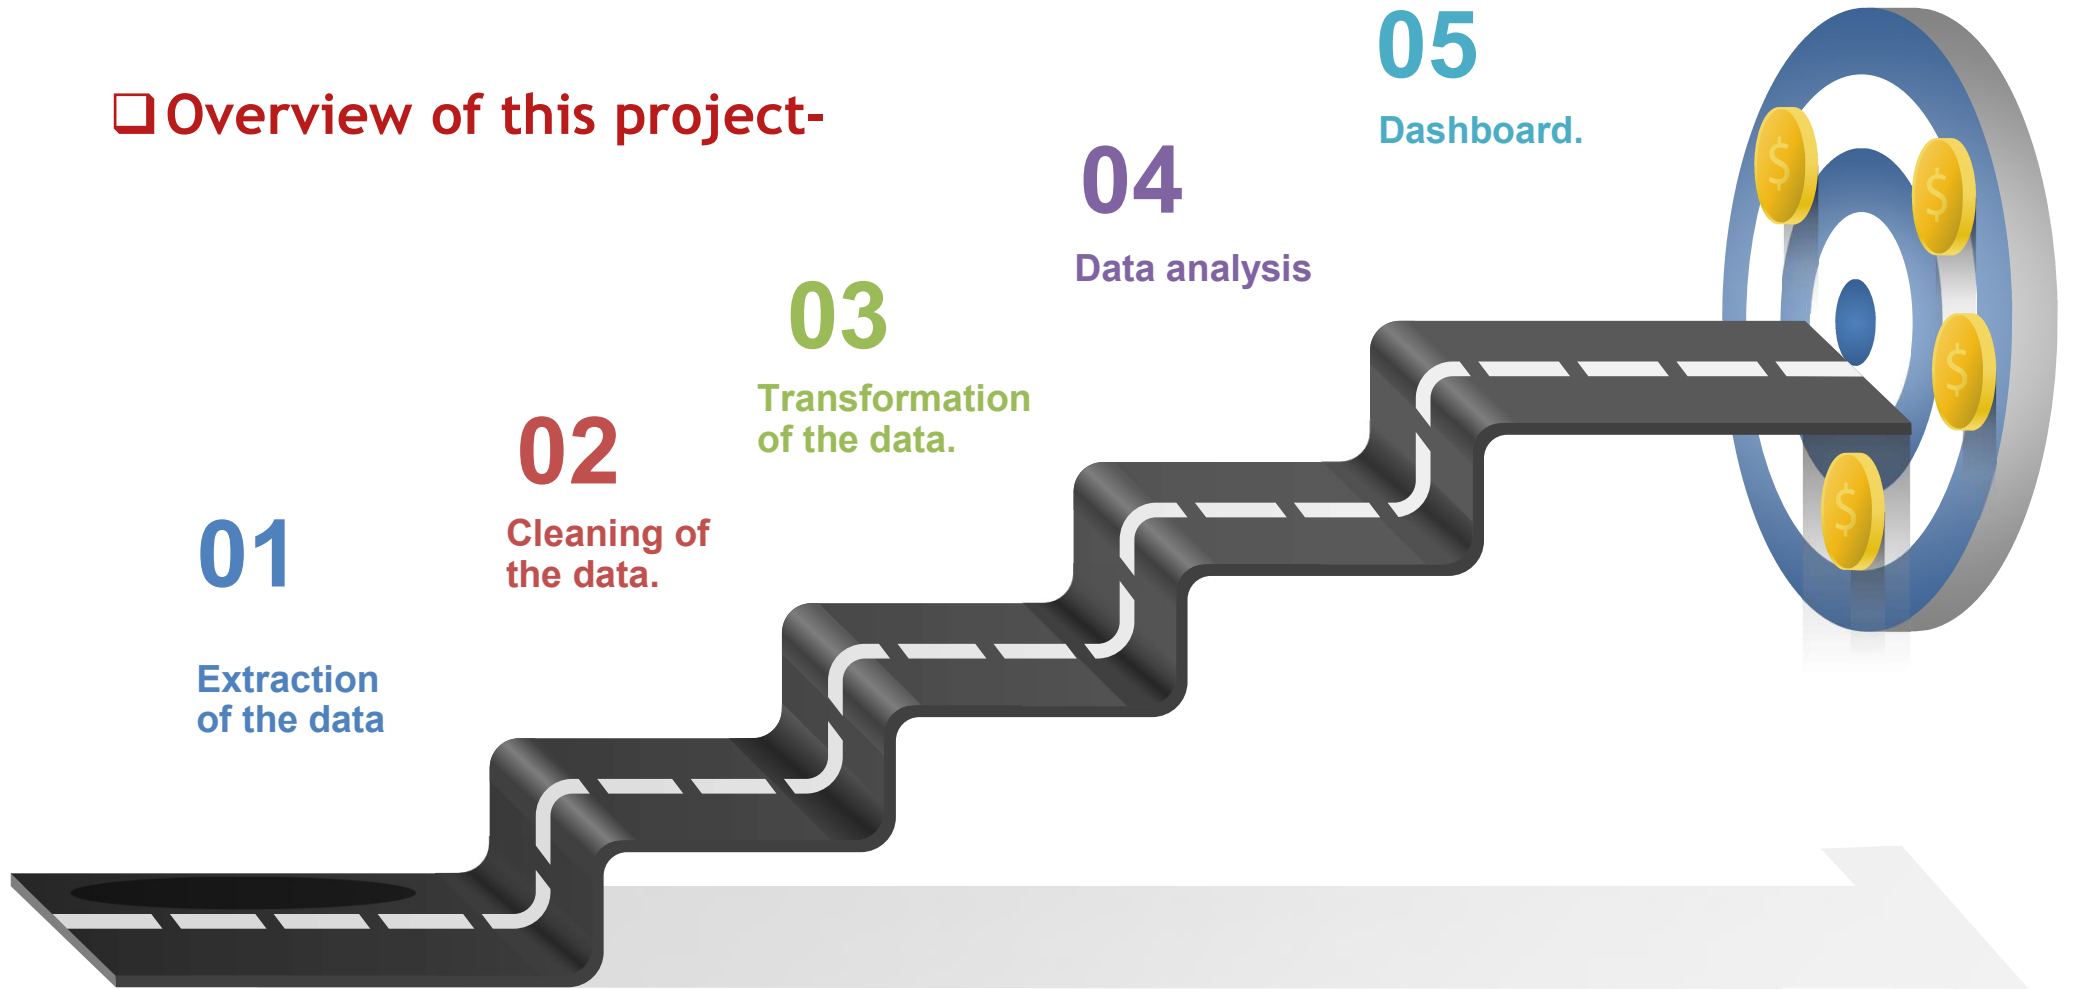 ❑ Overview of this project-
01
Extraction
of the data
02
Cleaning of
the data.
03
Transformation
of the data.
04
Data analysis
05
Dashboard.
$
$
$
$